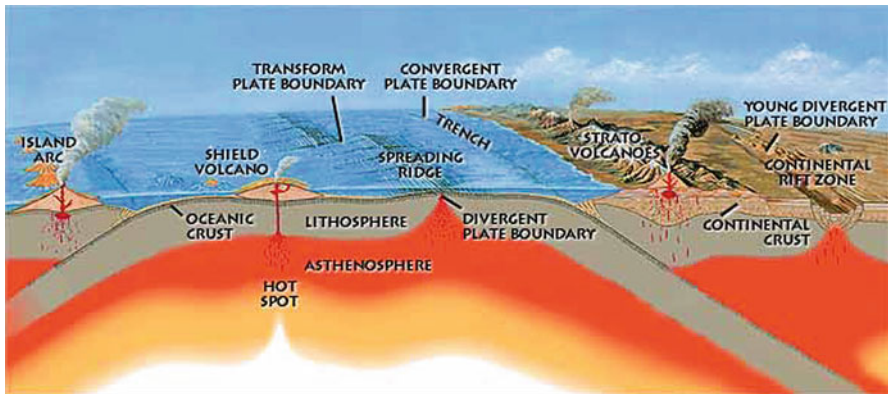 TRANSFORM
PLATE BOUNDARY
CONVERGENT
PLATE BOUNDARY
TRENCH
YOUNG DIVERGENT
PLATE BOUNDARY
ISLAND
ARC
SHIELD
VOLCANO
SPREADING
RIDGE
STRATO-
VOLCANOES
CONTINENTAL
RIFT ZONE
OCEANIC
CRUST
LITHOSPHERE
DIVERGENT
PLATE BOUNDARY
CONTINENTAL
CRUST
ASTHENOSPHERE
HOT
SPOT